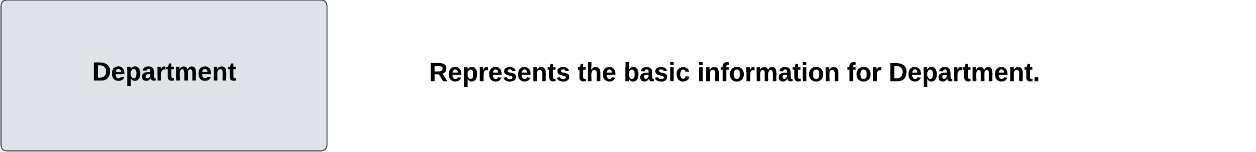 Department
Represents the basic information for Department.